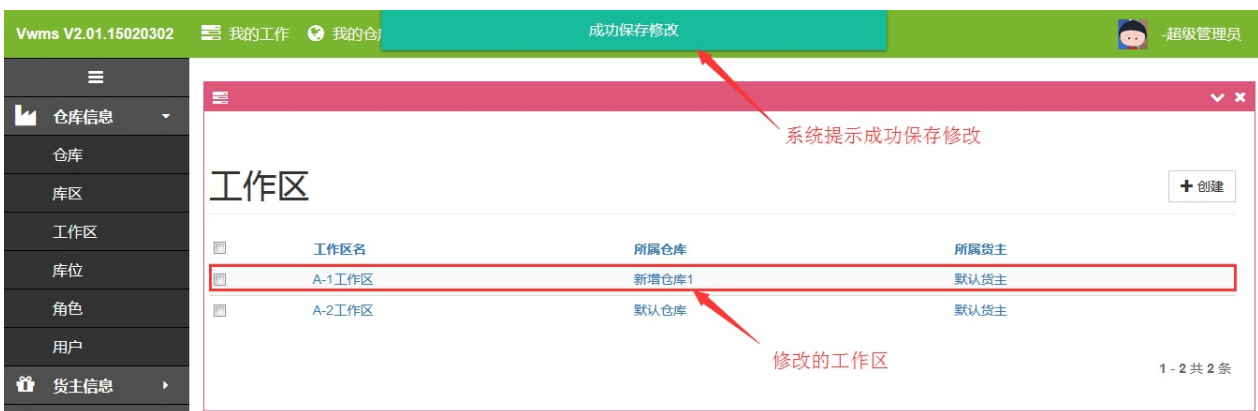 Vwms V2.01.15020302 我的工作 我的仓 成功保存修改 -超级管理员
仓库信息
仓库
库区
工作区
库位
角色
用户
货主信息
系统提示成功保存修改
工作区
创建
工作区名 所属仓库 所属货主
A-1工作区 新增仓库1 默认货主
A-2工作区 默认仓库 默认货主
修改的工作区
1 - 2 共 2 条